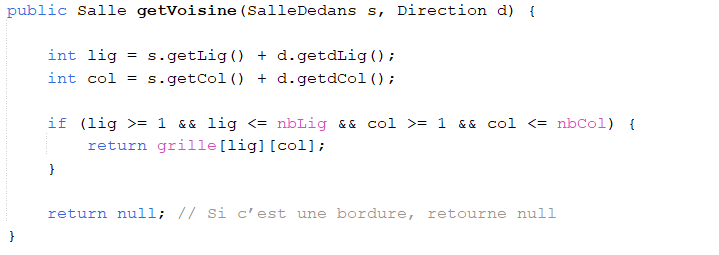 public Salle getVoisine(SalleDedans s, Direction d) {
int lig = s.getLig() + d.getdLig();
int col = s.getCol() + d.getdCol();
if (lig >= 1 && lig <= nbLig && col >= 1 && col <= nbCol) {
return grille[lig][col];
}
return null; // Si c’est une bordure, retourne null
}